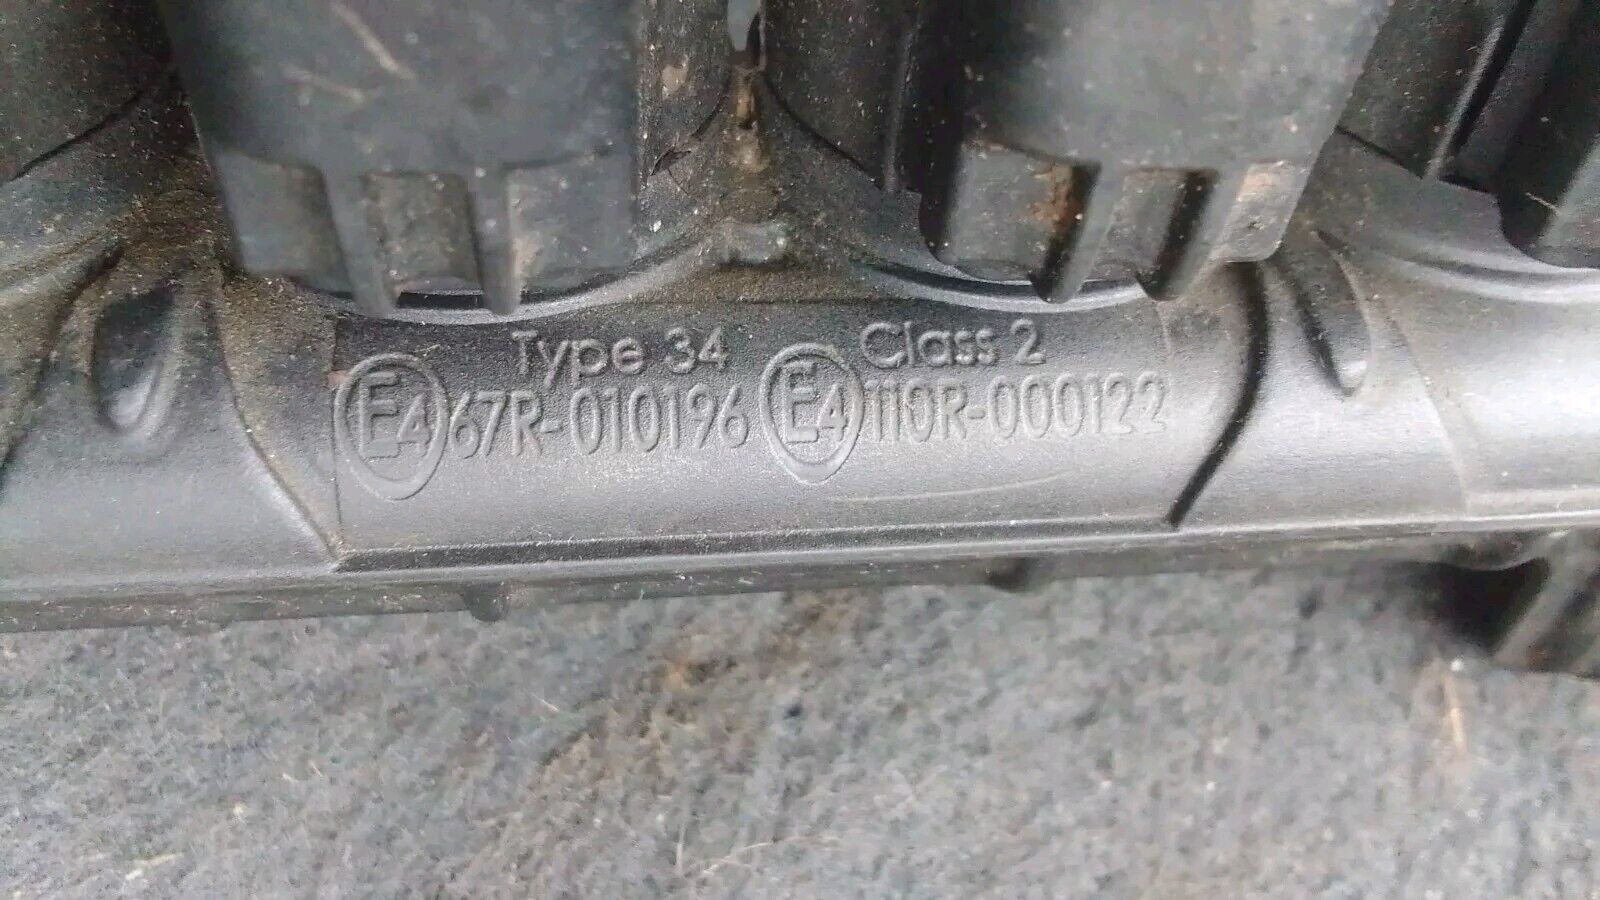 Type 34 Class 2
E4 67R-010196 E4 110R-000122